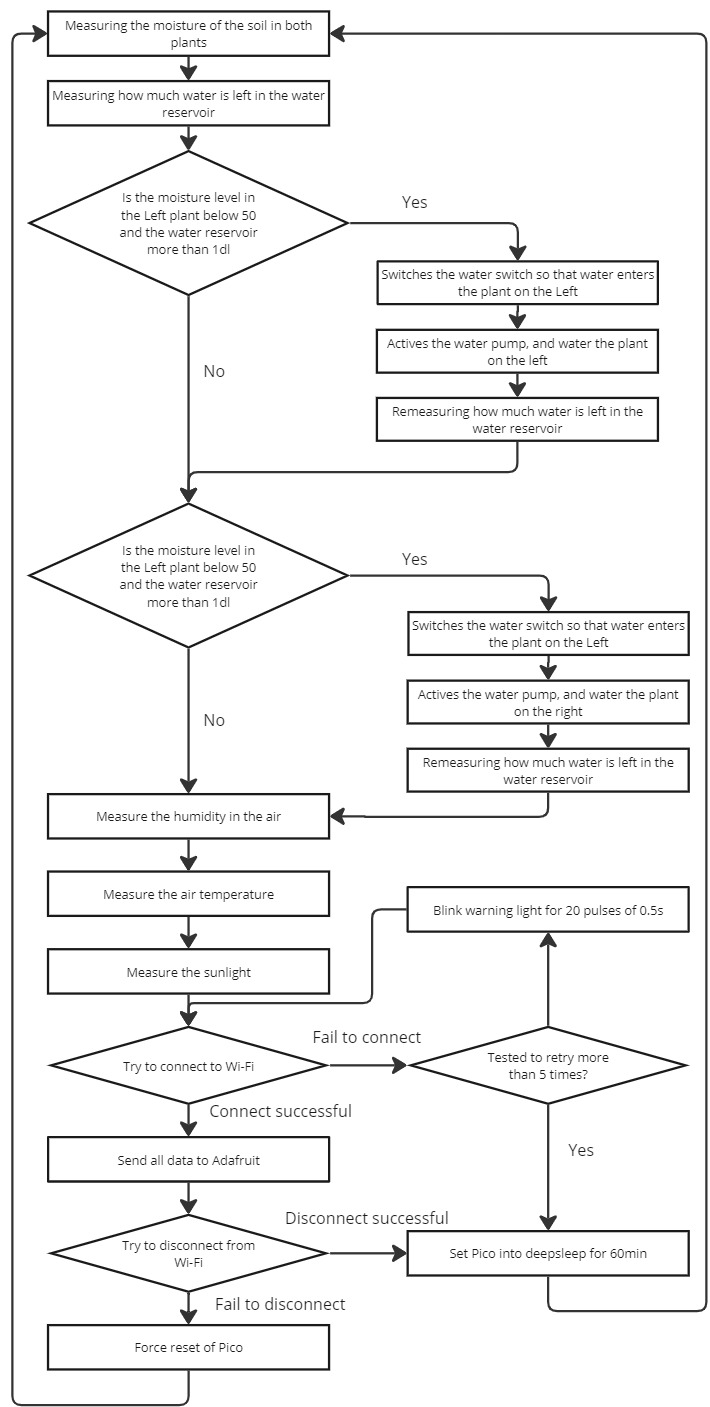 Measuring the moisture of the soil in both
plants
Measuring how much water is left in the water
reservoir
Is the moisture level in
the Left plant below 50
and the water reservoir
more than 1dl
Yes
Switches the water switch so that water enters
the plant on the Left
Actives the water pump, and water the plant
on the left
No
Remeasuring how much water is left in the
water reservoir
Is the moisture level in
the Left plant below 50
and the water reservoir
more than 1dl
Yes
Switches the water switch so that water enters
the plant on the Left
Actives the water pump, and water the plant
on the right
No
Remeasuring how much water is left in the
water reservoir
Measure the humidity in the air
Measure the air temperature
Blink warning light for 20 pulses of 0.5s
Measure the sunlight
Try to connect to Wi-Fi
Fail to connect
Tested to retry more
than 5 times?
Connect successful
Yes
Send all data to Adafruit
Try to disconnect from
Wi-Fi
Disconnect successful
Set Pico into deepsleep for 60min
Fail to disconnect
Force reset of Pico